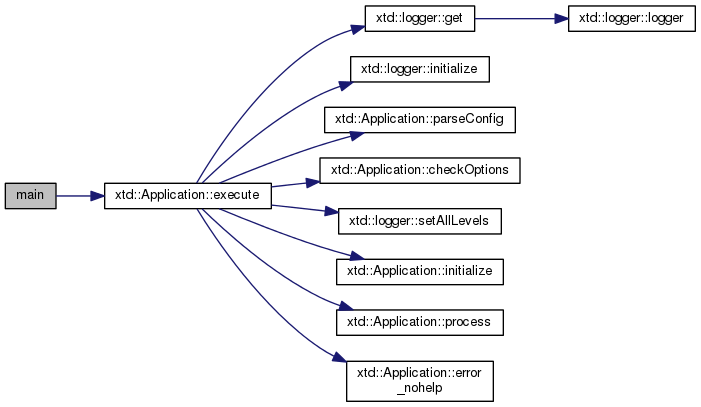 main
xtd::Application::execute
xtd::logger::get
xtd::logger::logger
xtd::logger::initialize
xtd::Application::parseConfig
xtd::Application::checkOptions
xtd::logger::setAllLevels
xtd::Application::initialize
xtd::Application::process
xtd::Application::error
_nohelp